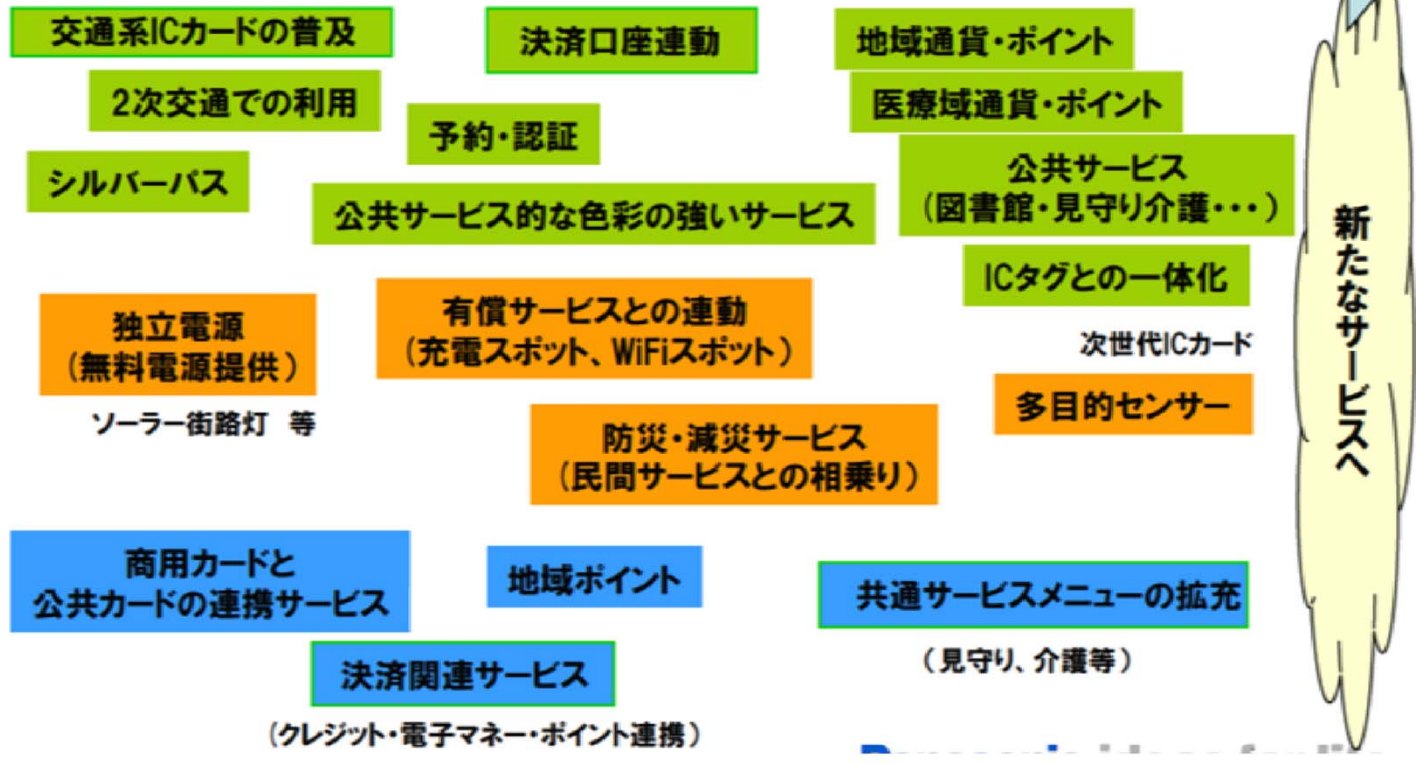 交通系ICカードの普及
決済口座連動
地域通貨・ポイント
2次交通での利用
医療域通貨・ポイント
予約・認証
シルバーパス
公共サービス
(図書館・見守り介護・・・)
公共サービス的な色彩の強いサービス
ICタグとの一体化
独立電源
(無料電源提供)
ソーラー街路灯 等
有償サービスとの連動
(充電スポット、WiFiスポット)
次世代ICカード
多目的センサー
防災・減災サービス
(民間サービスとの相乗り)
商用カードと
公共カードの連携サービス
地域ポイント
共通サービスメニューの拡充
(見守り、介護等)
決済関連サービス
(クレジット・電子マネー・ポイント連携)
新たなサービスへ